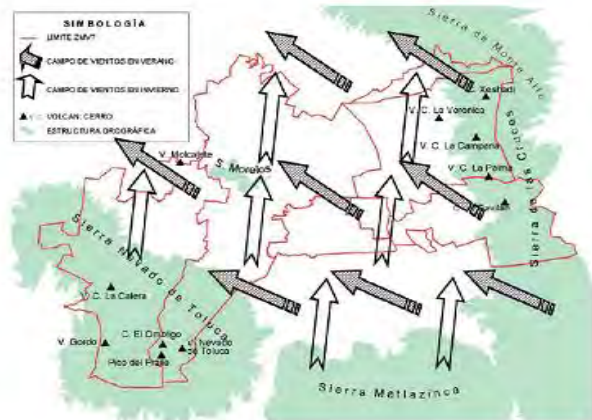 SIMBOLOGÍA
LIMITE ZMVT
CAMPO DE VIENTOS EN VERANO
CAMPO DE VIENTOS EN INVIERNO
V. C. VOLCAN: CERRO
ESTRUCTURA OROGRÁFICA
Sierra de Monte Alto
Xeshadi
V. C. La Verónica
V. C. La Campana
V. C. La Palma
Sierra de las Cruces
V. Molcajete
S. Morelos
Sierra Nevado de Toluca
V. C. La Calera
V. Gordo
C. El Ombligo
V. Nevado de Toluca
Pico del Fraile
Sierra Matlazinca